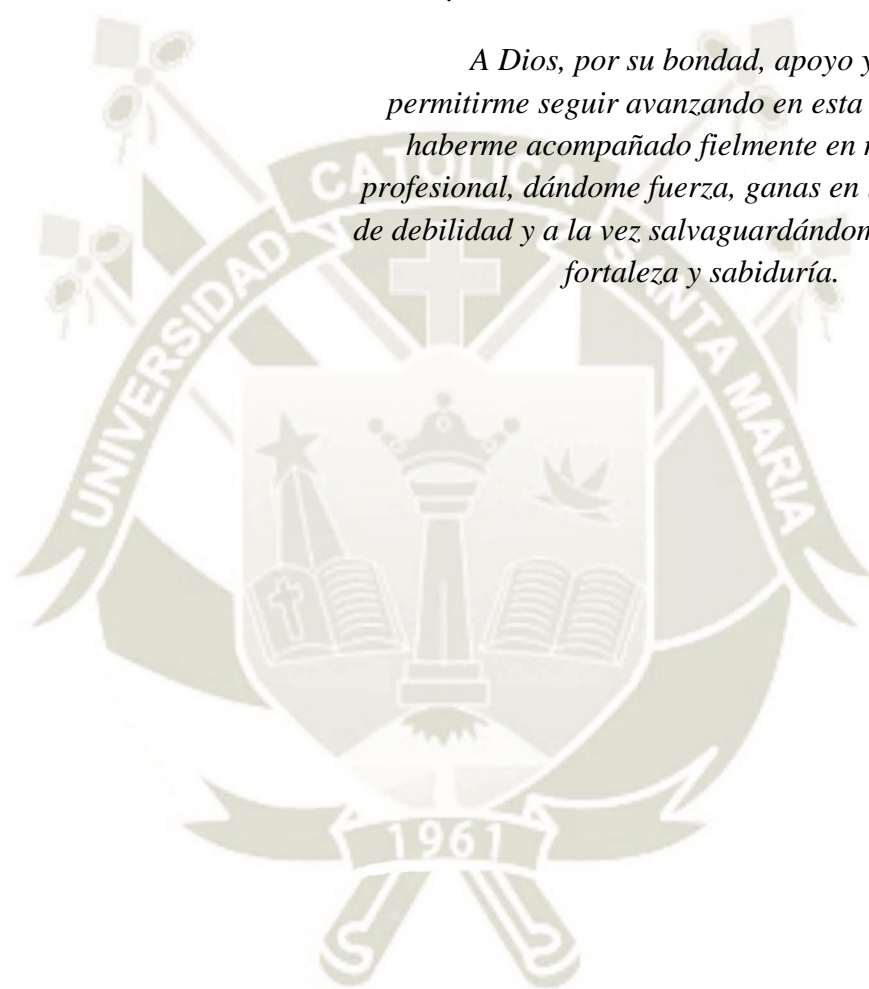 A Dios, por su bondad, apoyo y
permitirme seguir avanzando en esta
haberme acompañado fielmente en
profesional, dándome fuerza, ganas en
de debilidad y a la vez salvaguardándom
fortaleza y sabiduría.
UNIVERSIDAD CATOLICA SANTA MARIA
1961